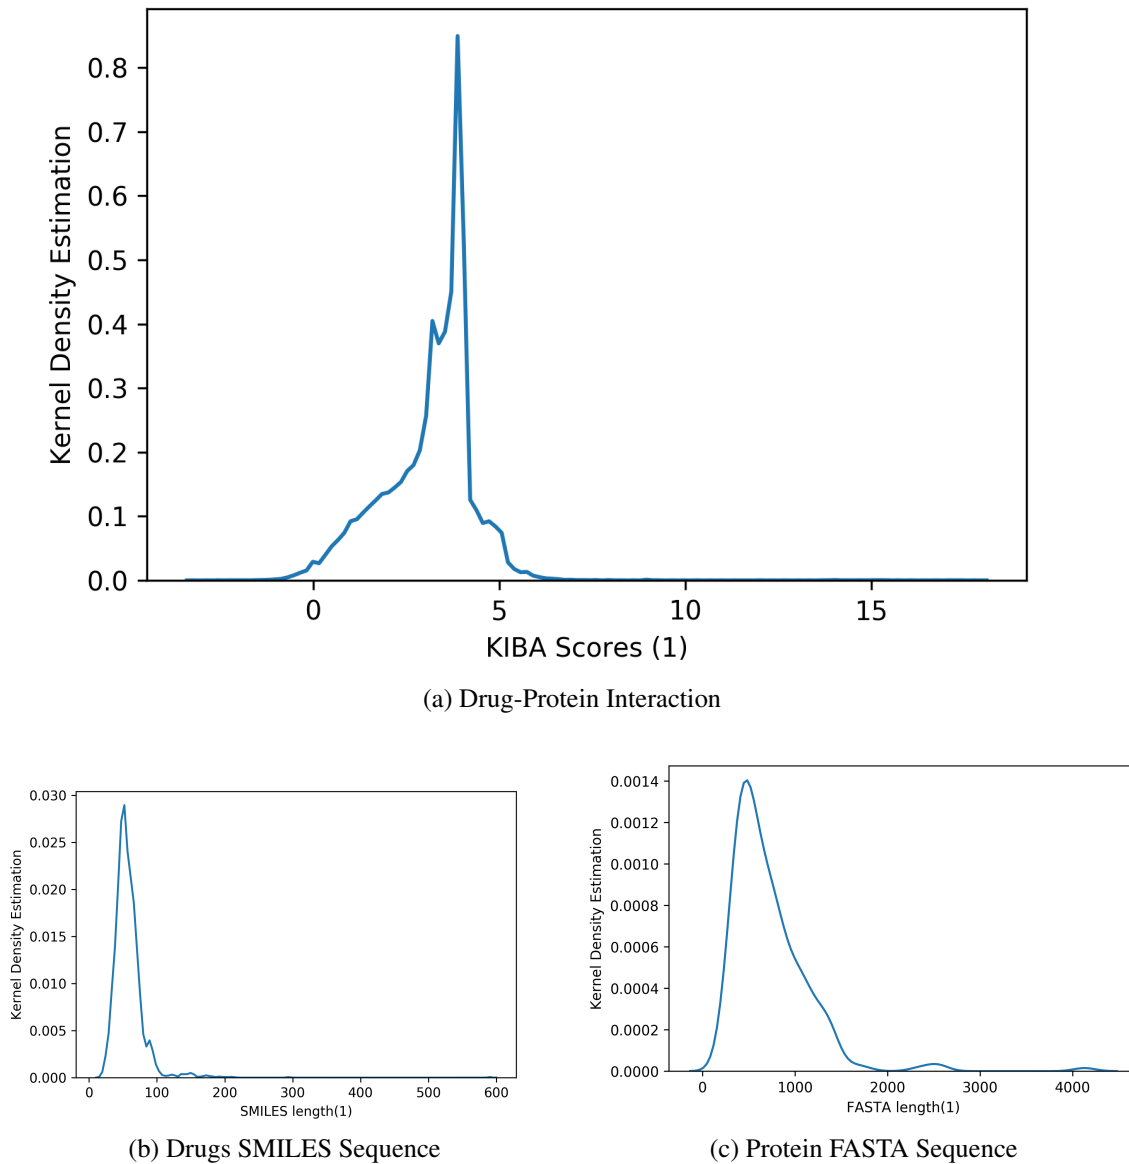 Kernel Density Estimation
0.8
0.7
0.6
0.5
0.4
0.3
0.2
0.1
0.0
0 5 10 15
KIBA Scores (1)
(a) Drug-Protein Interaction
Kernel Density Estimation
0.030
0.025
0.020
0.015
0.010
0.005
0.000
0 100 200 300 400 500 600
SMILES length(1)
(b) Drugs SMILES Sequence
Kernel Density Estimation
0.0014
0.0012
0.0010
0.0008
0.0006
0.0004
0.0002
0.0000
0 1000 2000 3000 4000
FASTA length(1)
(c) Protein FASTA Sequence